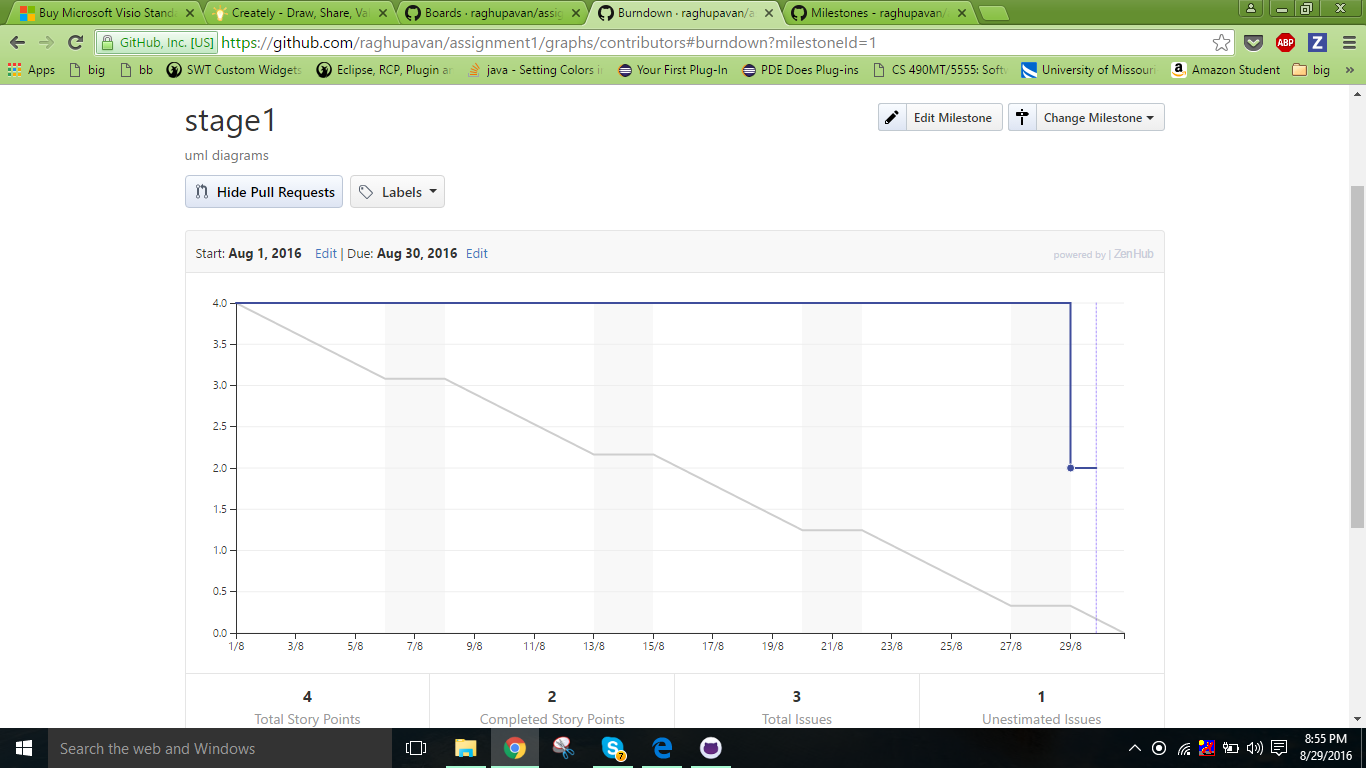 Buy Microsoft Visio Standa
Creately - Draw, Share, Val
Boards · raghupavan/assig
Burndown · raghupavan/a
Milestones - raghupavan/
GitHub, Inc. [US]
https://github.com/raghupavan/assignment1/graphs/contributors#burndown?milestoneId=1
ABP
Z
Apps
big
bb
SWT Custom Widgets
Eclipse, RCP, Plugin an
java - Setting Colors i
Your First Plug-In
PDE Does Plug-ins
CS 490MT/5555: Softw
University of Missouri
Amazon Student
big
»
stage1
Edit Milestone
Change Milestone
uml diagrams
Hide Pull Requests
Labels
Start: Aug 1, 2016 Edit | Due: Aug 30, 2016 Edit
powered by | ZenHub
4.0
3.5
3.0
2.5
2.0
1.5
1.0
0.5
0.0
1/8 3/8 5/8 7/8 9/8 11/8 13/8 15/8 17/8 19/8 21/8 23/8 25/8 27/8 29/8
4
Total Story Points
2
Completed Story Points
3
Total Issues
1
Unestimated Issues
Search the web and Windows
7
8:55 PM
8/29/2016